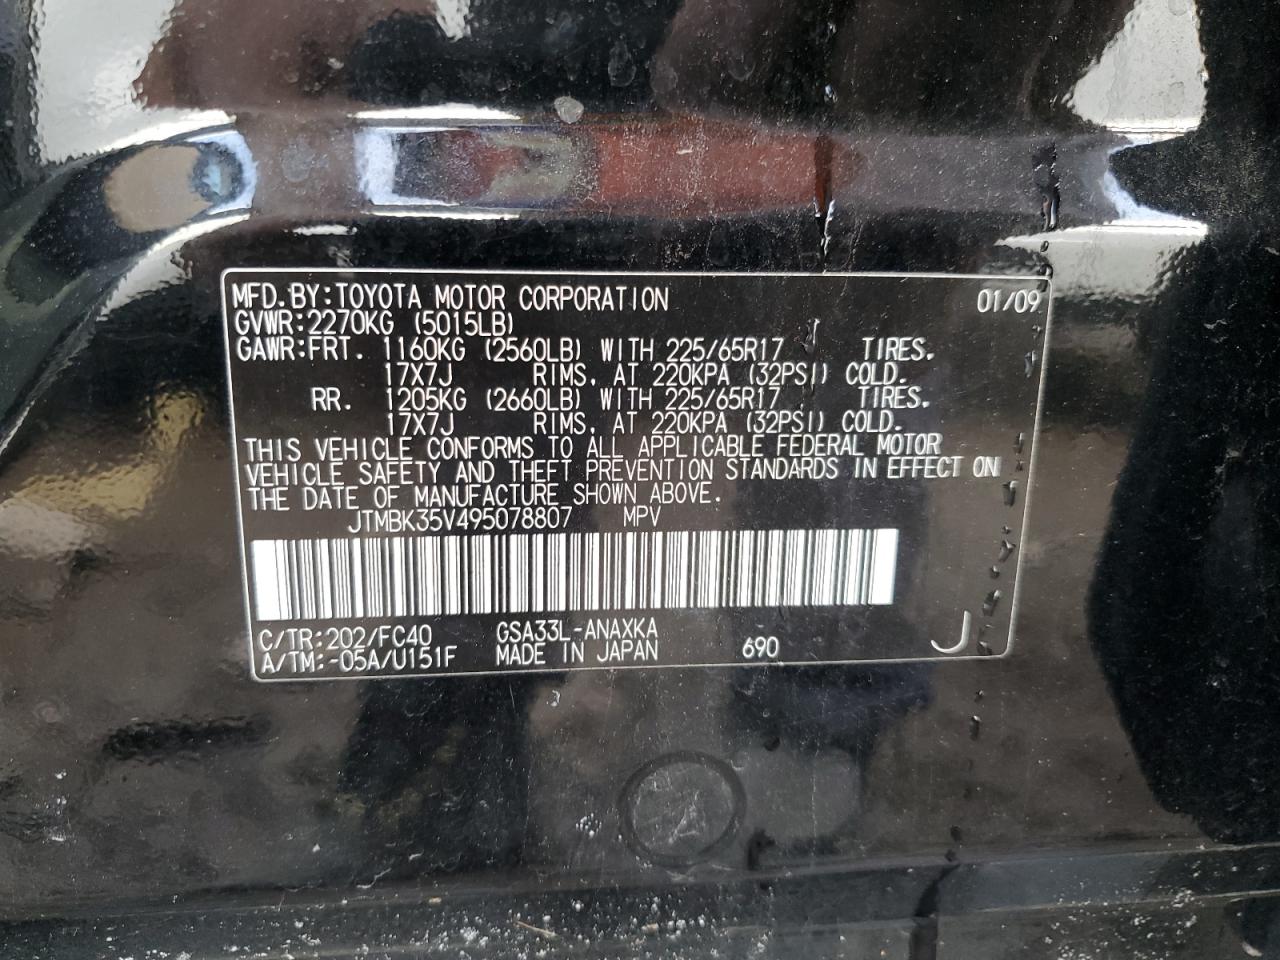 MFD.BY:TOYOTA MOTOR CORPORATION 01/09
GVWR:2270KG (5015LB)
GAWR:FRT. 1160KG (2560LB) WITH 225/65R17 TIRES.
17X7J RIMS, AT 220KPA (32PSI) COLD.
RR. 1205KG (2660LB) WITH 225/65R17 TIRES.
17X7J RIMS, AT 220KPA (32PSI) COLD.
THIS VEHICLE CONFORMS TO ALL APPLICABLE FEDERAL MOTOR
VEHICLE SAFETY AND THEFT PREVENTION STANDARDS IN EFFECT ON
THE DATE OF MANUFACTURE SHOWN ABOVE.
JTMBK35V495078807 MPV
C/TR:202/FC40 GSA33L-ANAXKA
A/TM:-05A/U151F MADE IN JAPAN 690 J